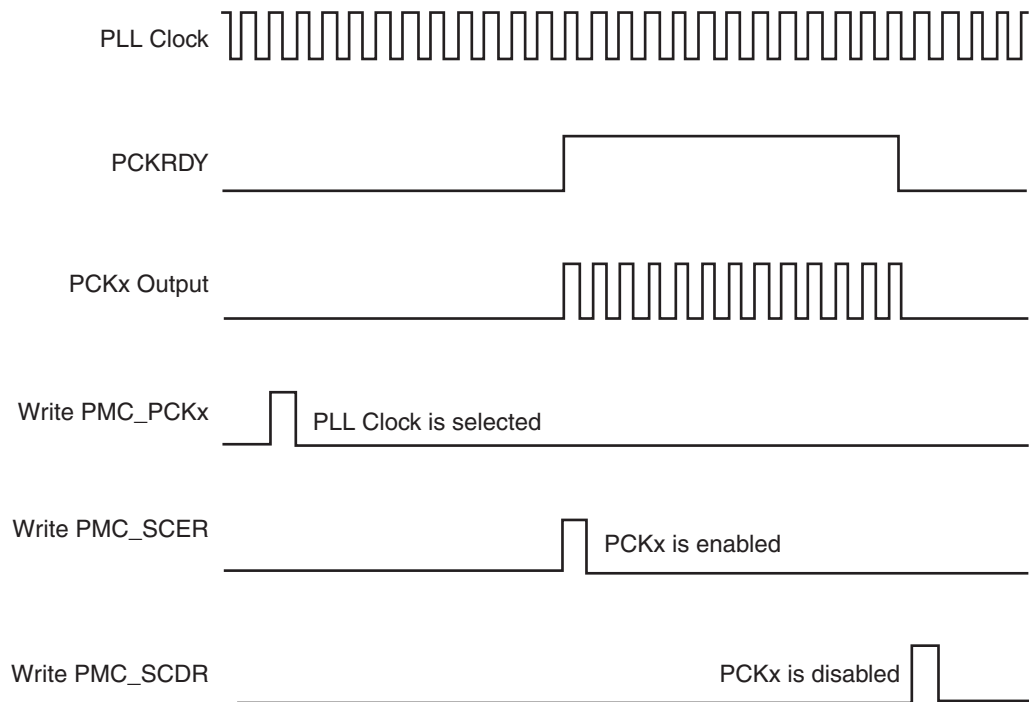 PLL Clock
PCKRDY
PCKx Output
Write PMC_PCKx
PLL Clock is selected
Write PMC_SCER
PCKx is enabled
Write PMC_SCDR
PCKx is disabled